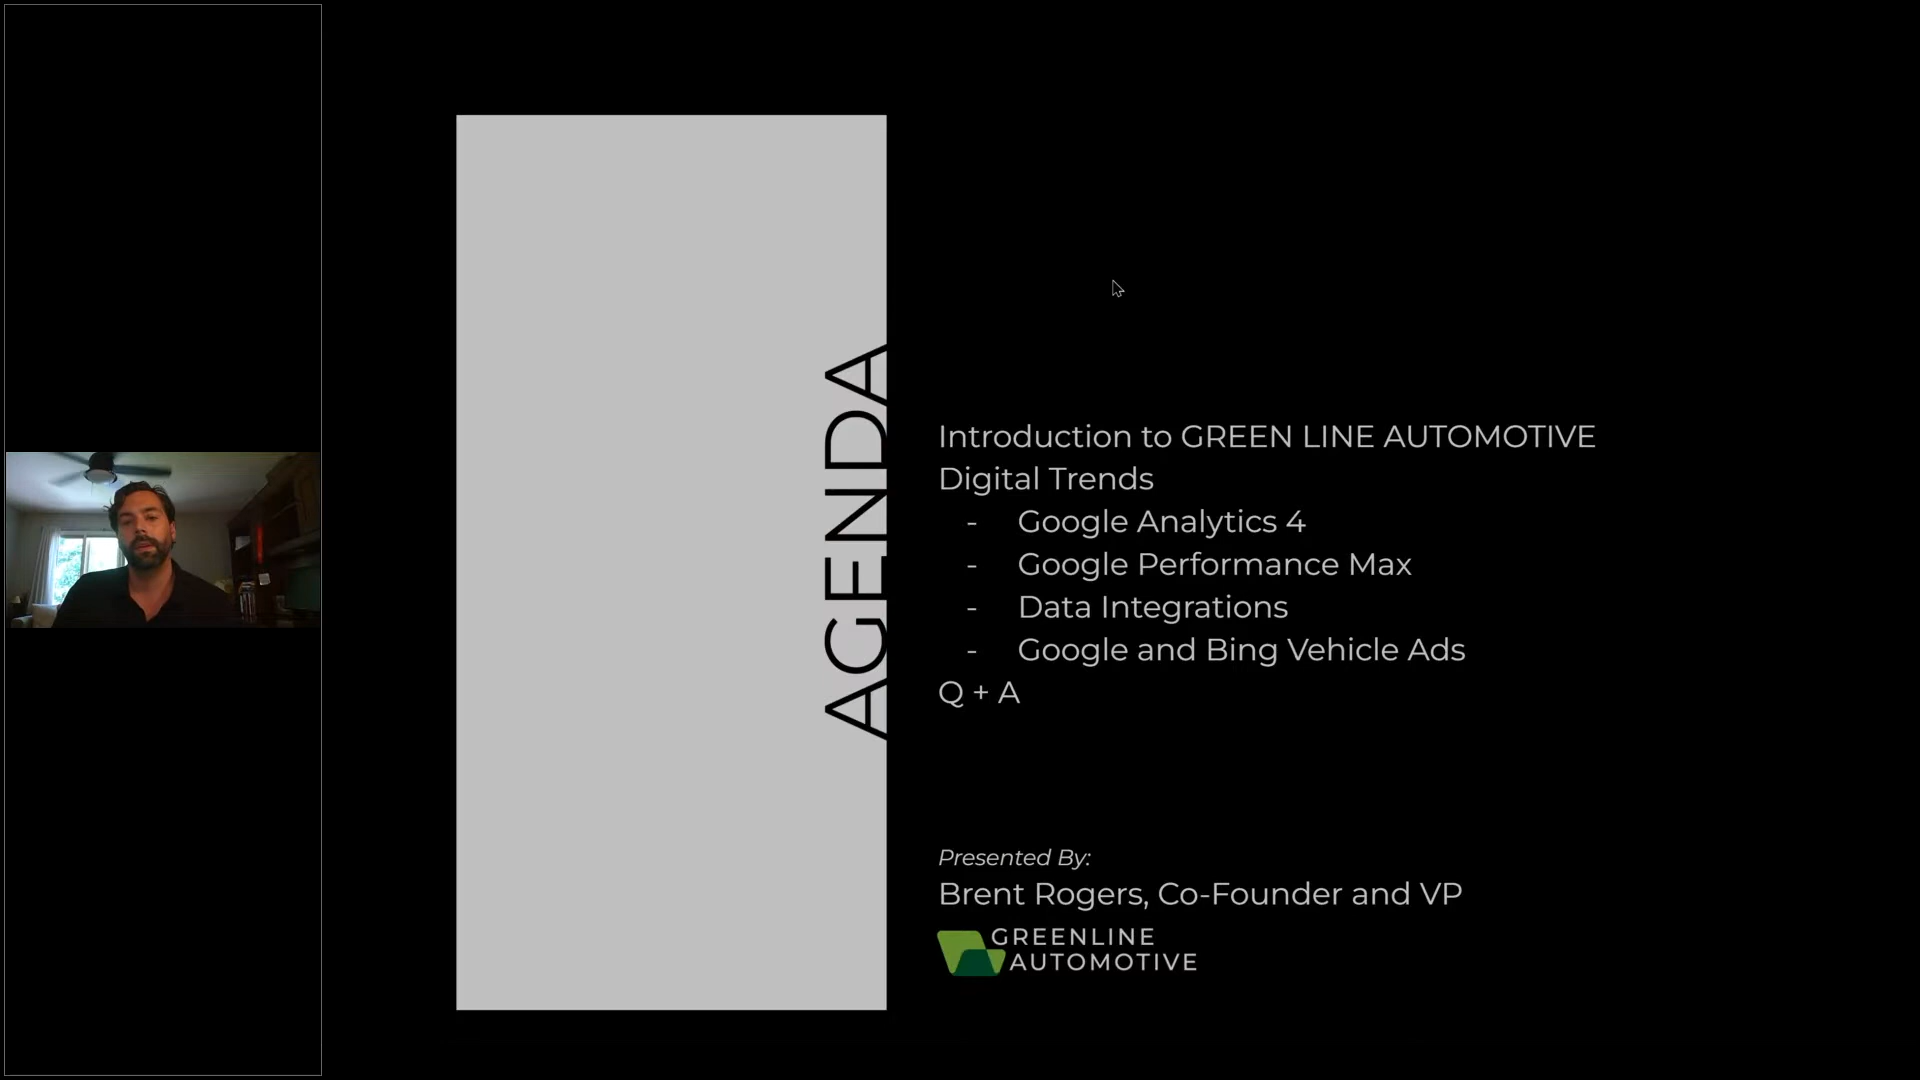 AGENDA
Introduction to GREEN LINE AUTOMOTIVE
Digital Trends
- Google Analytics 4
- Google Performance Max
- Data Integrations
- Google and Bing Vehicle Ads
Q + A
Presented By:
Brent Rogers, Co-Founder and VP
GREENLINE
AUTOMOTIVE